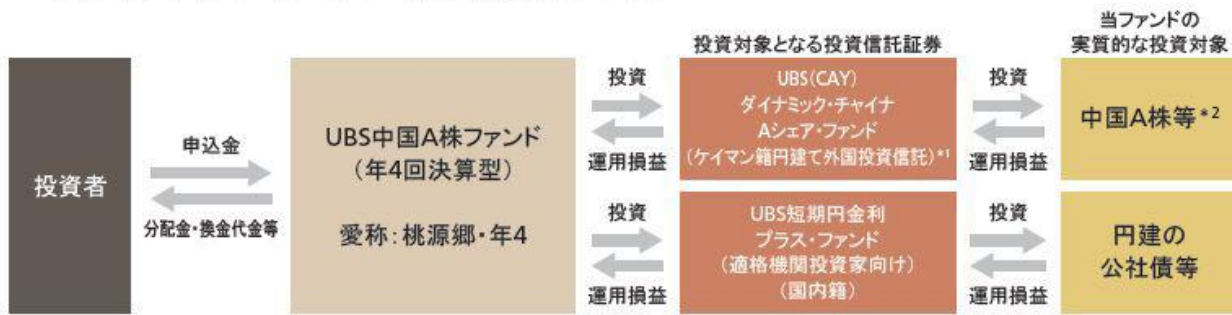 投資対象となる投資信託証券
当ファンドの
実質的な投資対象
投資者
申込金
分配金・換金代金等
UBS中国A株ファンド
(年4回決算型)
愛称:桃源郷・年4
投資
運用損益
UBS(CAY)
ダイナミック・チャイナ
Aシェア・ファンド
(ケイマン籍円建て外国投資信託)*1
投資
運用損益
中国A株等*2
投資
運用損益
UBS短期円金利
プラス・ファンド
(適格機関投資家向け)
(国内籍)
投資
運用損益
円建の
公社債等